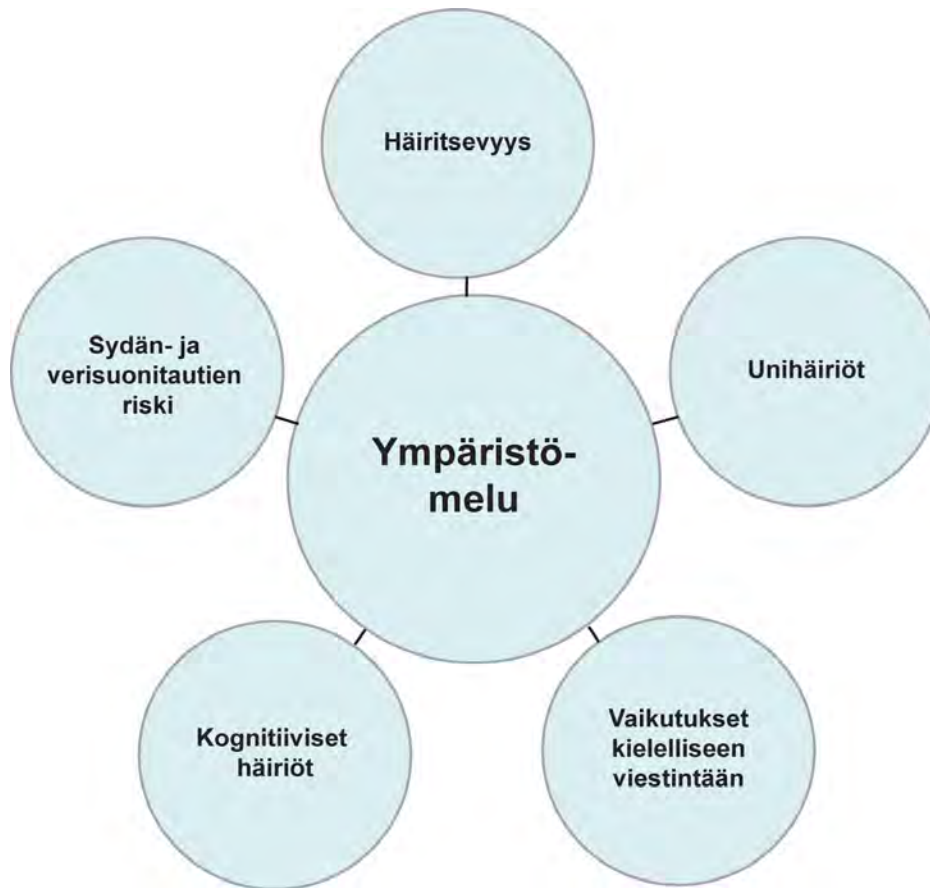 Häiritsevyys
Sydän- ja
verisuonitautien
riski
Unihäiriöt
Ympäristö-
melu
Kognitiiviset
häiriöt
Vaikutukset
kielelliseen
viestintään